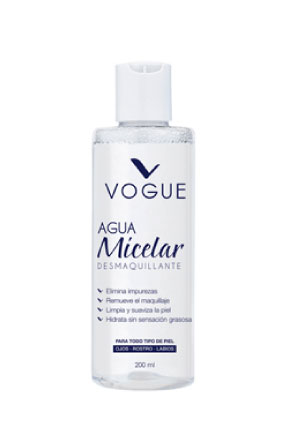 VOGUE
AGUA
Micelar
DESMAQUILLANTE
Elimina impurezas
Remueve el maquillaje
Limpia y suaviza la piel
Hidrata sin sensación grasosa
PARA TODO TIPO DE PIEL
OJOS · ROSTRO · LABIOS
200 ml